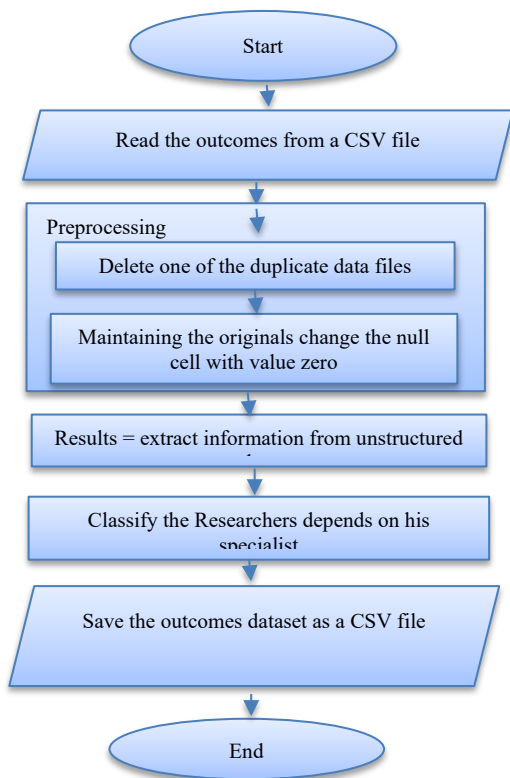 Start
Read the outcomes from a CSV file
Preprocessing
Delete one of the duplicate data files
Maintaining the originals change the null
cell with value zero
Results = extract information from unstructured
Classify the Researchers depends on his
specialist
Save the outcomes dataset as a CSV file
End